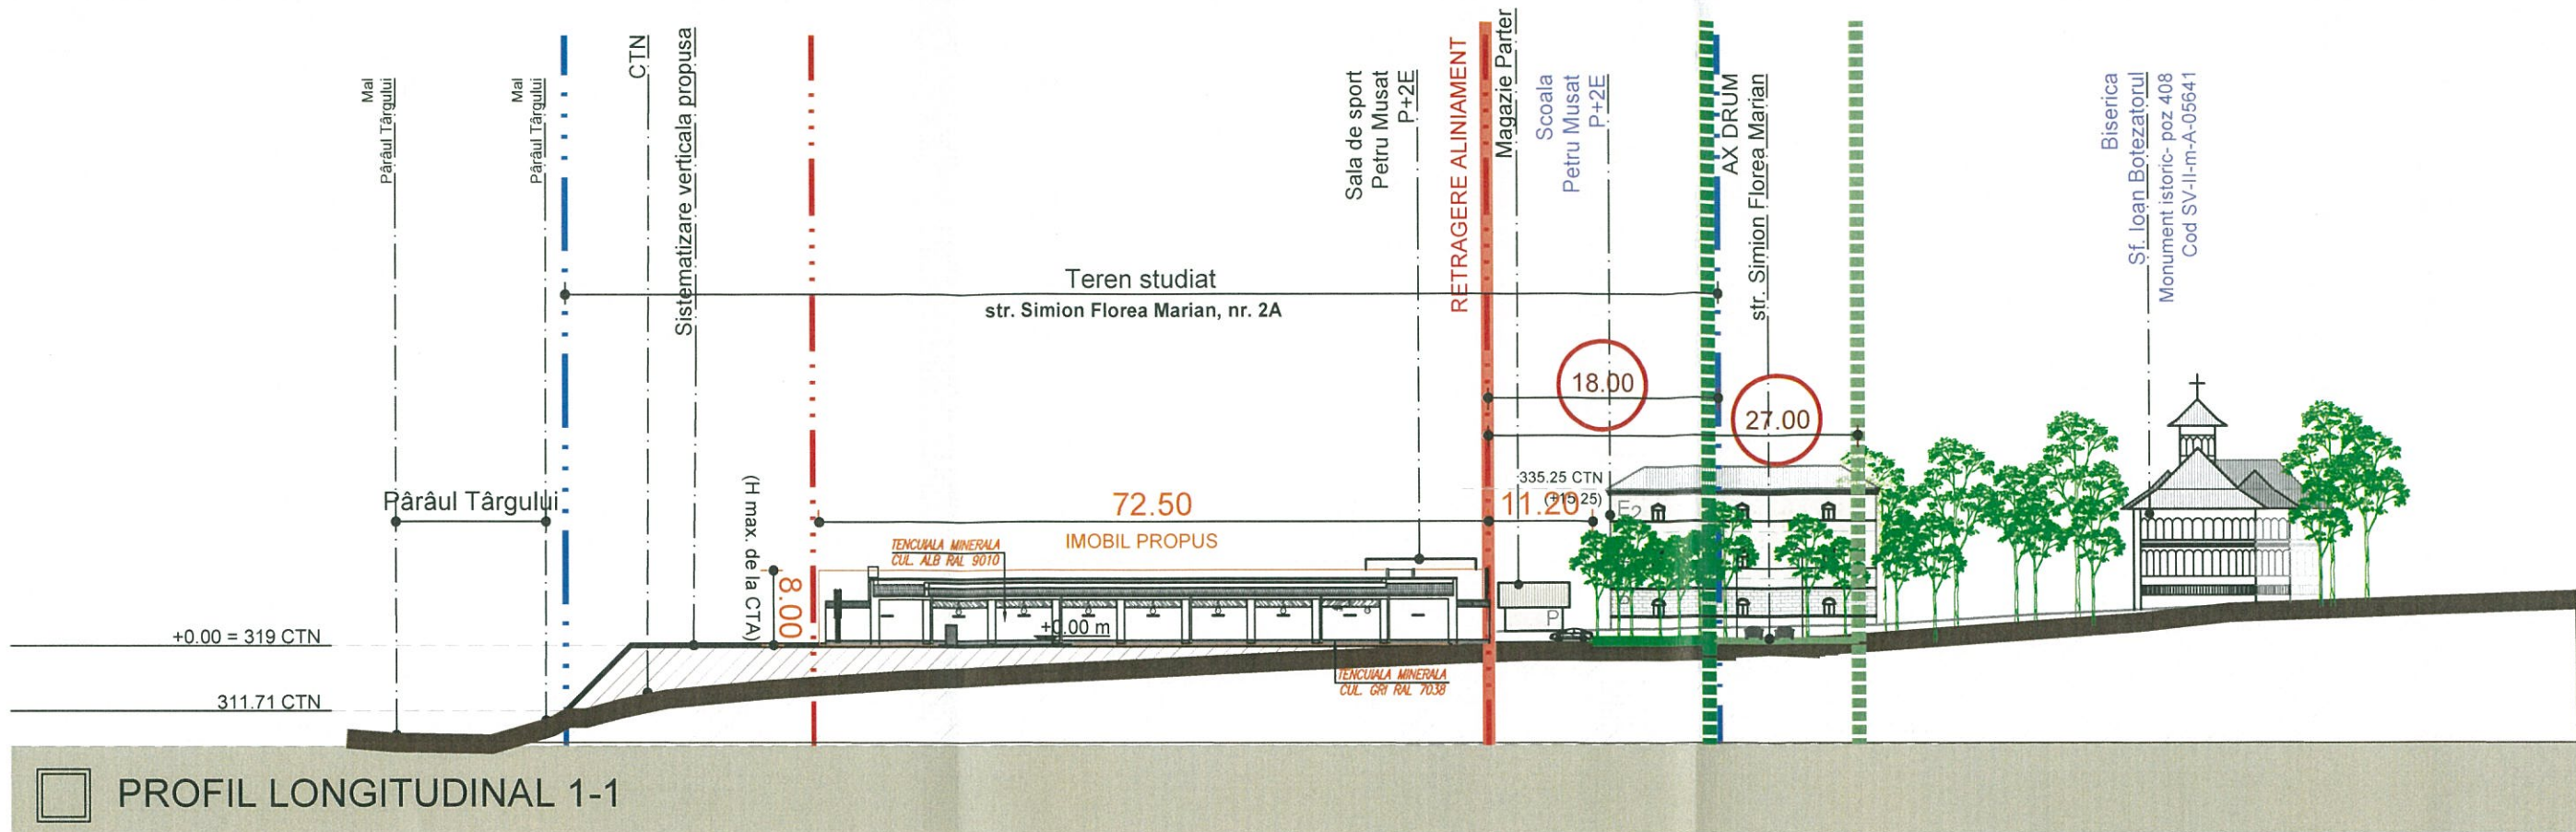 Mal
Pârâul Târgului
Mal
Pârâul Târgului
CTN
Sistematizare verticala propusa
Sala de sport
Petru Musat
P+2E
RETRAGERE ALINIAMENT
Magazie Parter
Scoala
Petru Musat
P+2E
AX DRUM
str. Simion Florea Marian
Biserica
Sf. Ioan Botezatorul
Monument istoric- poz 408
Cod SV-II-m-A-05641
Teren studiat
str. Simion Florea Marian, nr. 2A
18.00
27.00
Pârâul Târgului
(H max. de la CTA)
8.00
72.50
IMOBIL PROPUS
11.20
335.25 CTN
(+15.25)
E2
TENCUIALA MINERALA
CUL. ALB RAL 9010
+0.00 m
P
P
+0.00 = 319 CTN
311.71 CTN
TENCUIALA MINERALA
CUL. GRI RAL 7038
PROFIL LONGITUDINAL 1-1